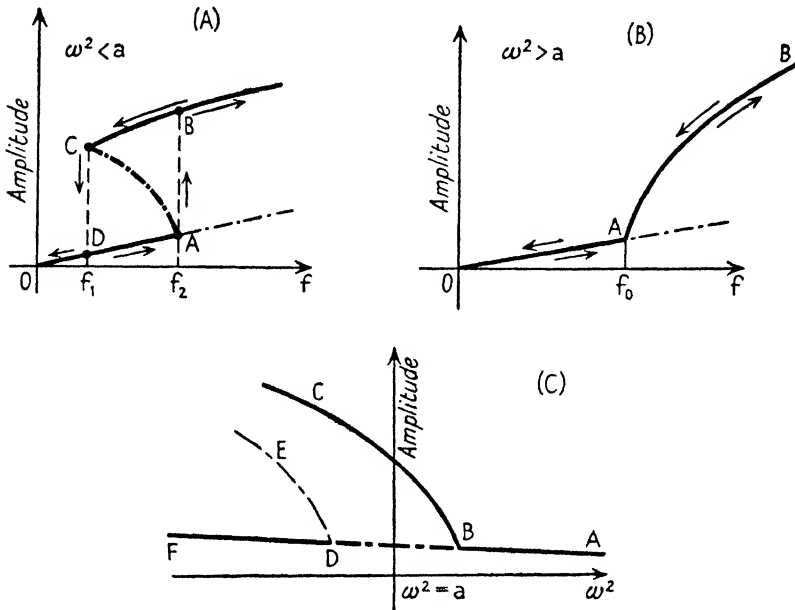 (A)
ω² < a
Amplitude
B
C
D
A
0
f₁
f₂
f
(B)
ω² > a
Amplitude
B
A
0
f₀
f
(C)
Amplitude
C
E
B
A
F
D
ω² = a
ω²